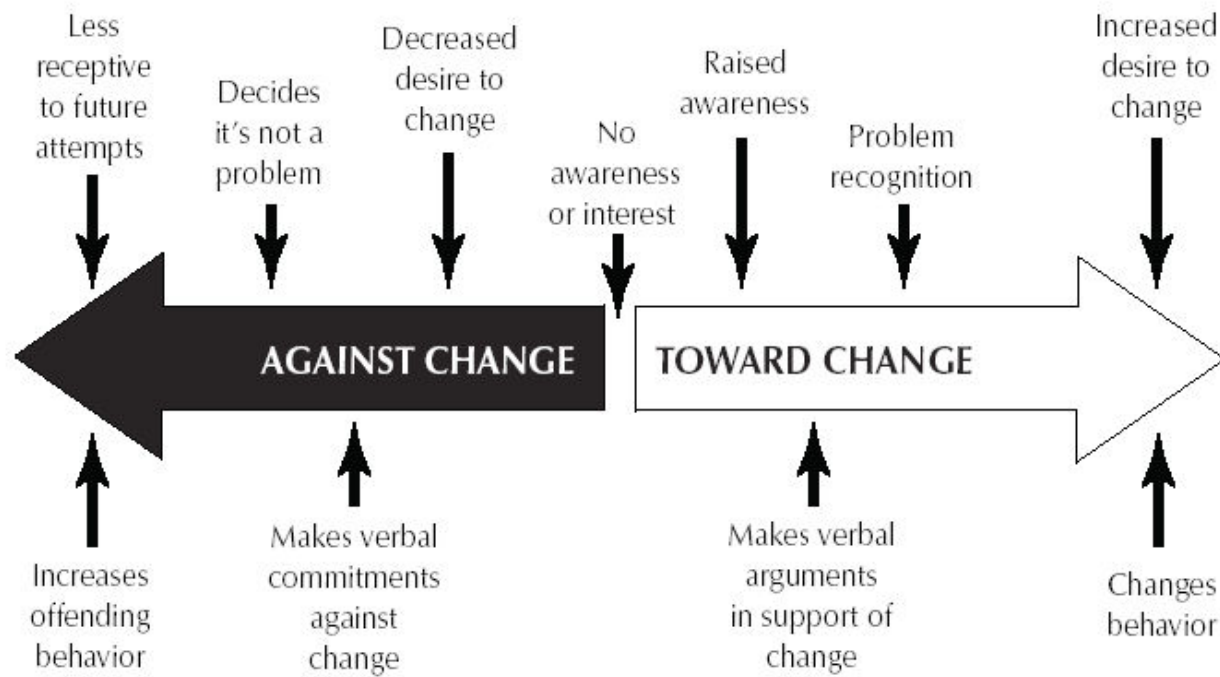 Less
receptive
to future
attempts
Decides
it's not a
problem
Decreased
desire to
change
No
awareness
or interest
Raised
awareness
Problem
recognition
Increased
desire to
change
AGAINST CHANGE
TOWARD CHANGE
Increases
offending
behavior
Makes verbal
commitments
against
change
Makes verbal
arguments
in support of
change
Changes
behavior